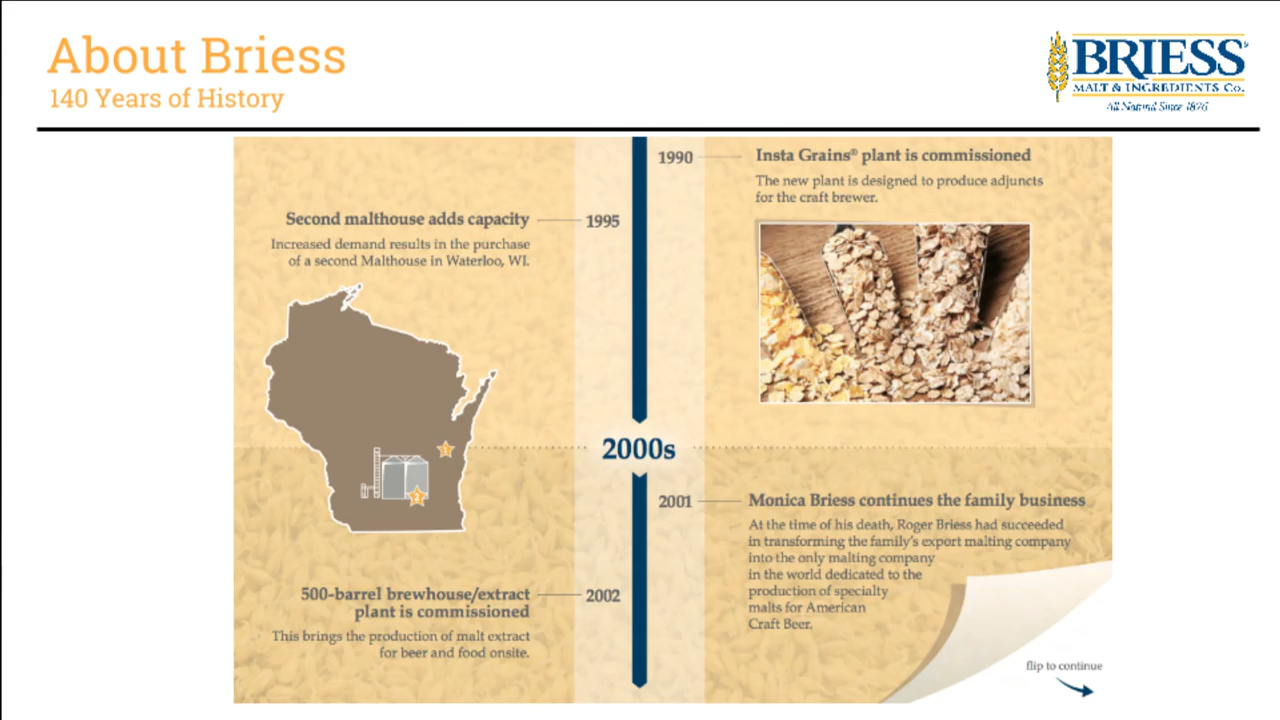 About Briess
140 Years of History
BRIESS
MALT & INGREDIENTS Co.
All Natural Since 1876
1990
Insta Grains® plant is commissioned
The new plant is designed to produce adjuncts
for the craft brewer.
Second malthouse adds capacity
1995
Increased demand results in the purchase
of a second Malthouse in Waterloo, WI.
1
2
2000s
2001
Monica Briess continues the family business
At the time of his death, Roger Briess had succeeded
in transforming the family's export malting company
into the only malting company
in the world dedicated to the
production of specialty
malts for American
Craft Beer.
500-barrel brewhouse/extract
plant is commissioned
2002
This brings the production of malt extract
for beer and food onsite.
flip to continue